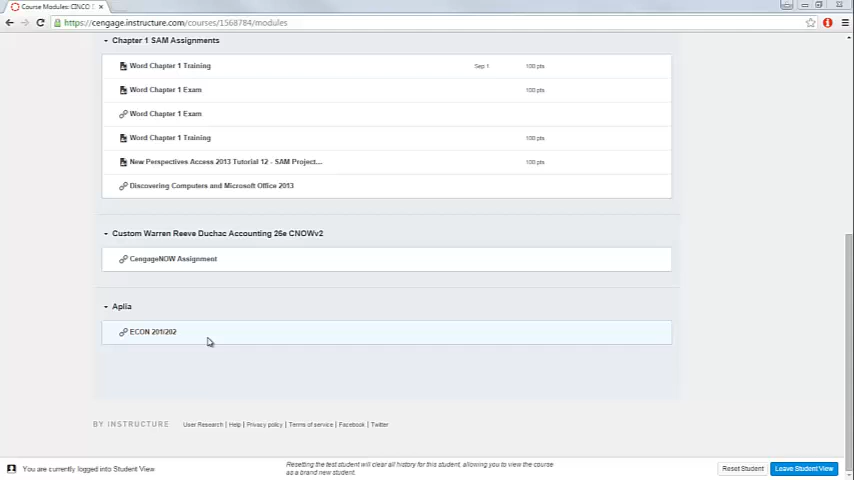 Course Modules: CINCO
https://cengage.instructure.com/courses/1568784/modules
Chapter 1 SAM Assignments
Word Chapter 1 Training Sep 1 100 pts
Word Chapter 1 Exam 100 pts
Word Chapter 1 Exam
Word Chapter 1 Training 100 pts
New Perspectives Access 2013 Tutorial 12 - SAM Project... 100 pts
Discovering Computers and Microsoft Office 2013
Custom Warren Reeve Duchac Accounting 26e CNOWv2
CengageNOW Assignment
Aplia
ECON 201/202
BY INSTRUCTURE User Research | Help | Privacy policy | Terms of service | Facebook | Twitter
You are currently logged into Student View
Resetting the test student will clear all history for this student, allowing you to view the course
as a brand new student.
Reset Student
Leave Student View